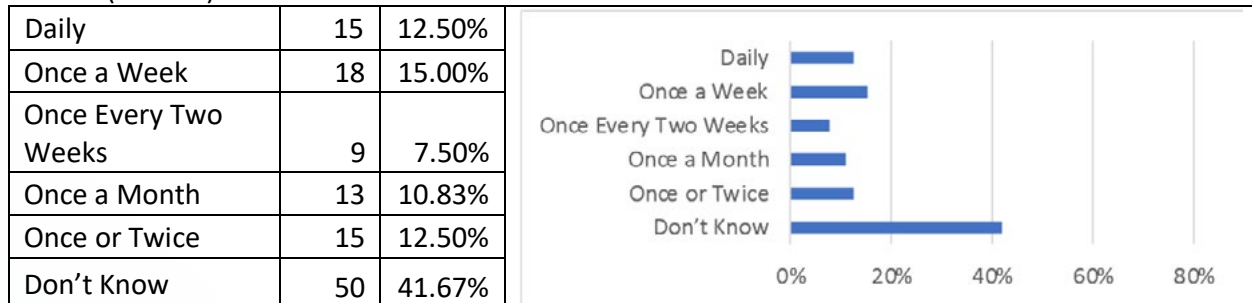 Daily 15 12.50%
Once a Week 18 15.00%
Once Every Two
Weeks 9 7.50%
Once a Month 13 10.83%
Once or Twice 15 12.50%
Don't Know 50 41.67%
Daily
Once a Week
Once Every Two Weeks
Once a Month
Once or Twice
Don't Know
0% 20% 40% 60% 80%